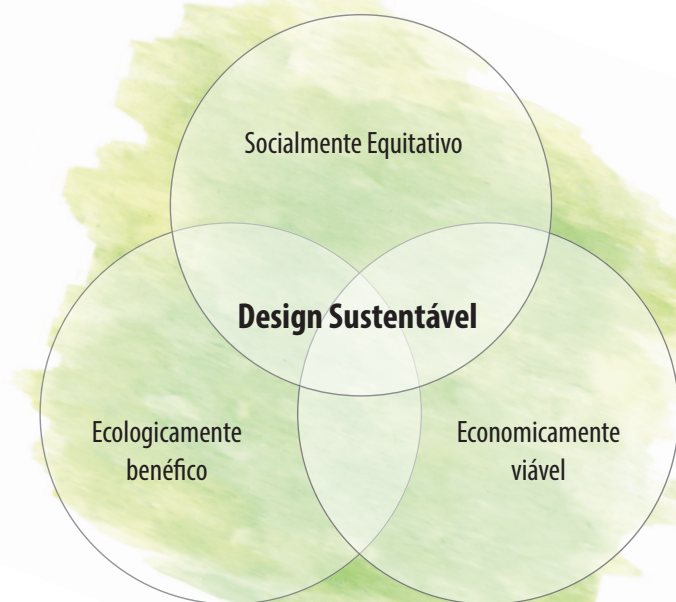 Socialmente Equitativo
Design Sustentável
Ecologicamente
benéfico
Economicamente
viável